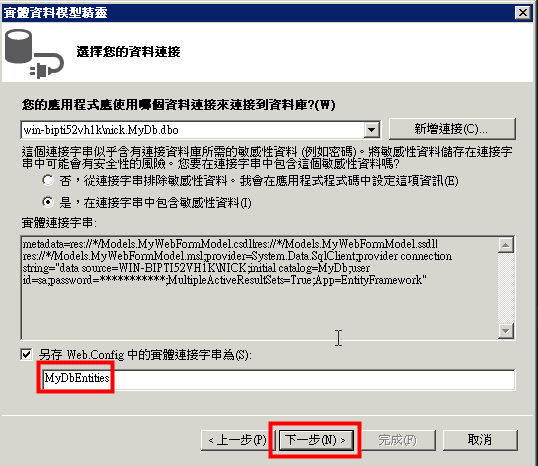 實體資料模型精靈
選擇您的資料連接
您的應用程式應使用哪個資料連接來連接到資料庫?(W)
win-bipti52vh1k\nick.MyDb.dbo
新增連接(C)...
這個連接字串似乎含有連接資料庫所需的敏感性資料 (例如密碼)。將敏感性資料儲存在連接字
串中可能會有安全性的風險。您要在連接字串中包含這個敏感性資料嗎?
否，從連接字串排除敏感性資料。我會在應用程式程式碼中設定這項資訊(E)
是，在連接字串中包含敏感性資料(I)
實體連接字串:
metadata=res://*/Models.MyWebFormModel.csdl|res://*/Models.MyWebFormModel.ssdl|
res://*/Models.MyWebFormModel.msl;provider=System.Data.SqlClient;provider connection
string="data source=WIN-BIPTI52VH1K\NICK;initial catalog=MyDb;user
id=sa;password=***********;MultipleActiveResultSets=True;App=EntityFramework"
另存 Web.Config 中的實體連接字串為(S):
MyDbEntities
< 上一步(P)
下一步(N) >
完成(F)
取消